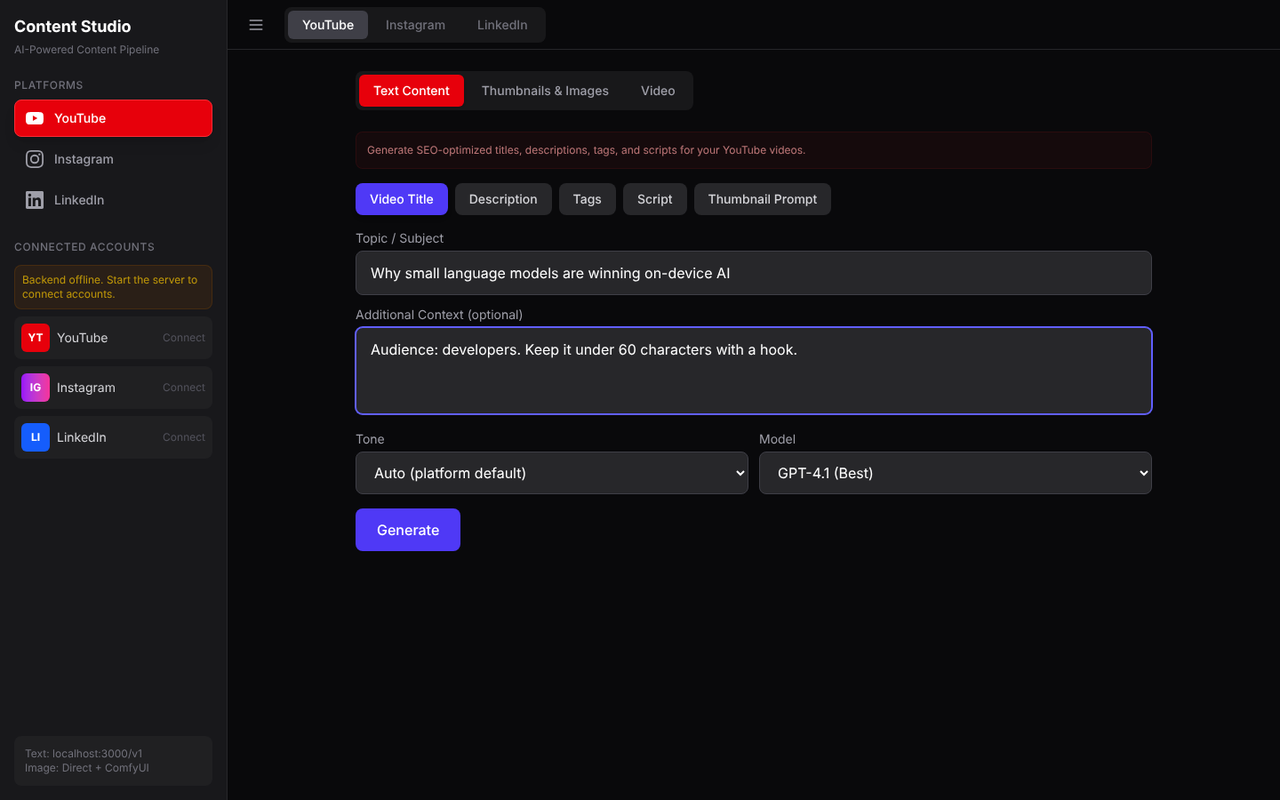 Content Studio
AI-Powered Content Pipeline
PLATFORMS
YouTube
Instagram
LinkedIn
CONNECTED ACCOUNTS
Backend offline. Start the server to
connect accounts.
YT YouTube Connect
IG Instagram Connect
LI LinkedIn Connect
Text: localhost:3000/v1
Image: Direct + ComfyUI
YouTube Instagram LinkedIn
Text Content Thumbnails & Images Video
Generate SEO-optimized titles, descriptions, tags, and scripts for your YouTube videos.
Video Title Description Tags Script Thumbnail Prompt
Topic / Subject
Why small language models are winning on-device AI
Additional Context (optional)
Audience: developers. Keep it under 60 characters with a hook.
Tone Model
Auto (platform default) GPT-4.1 (Best)
Generate